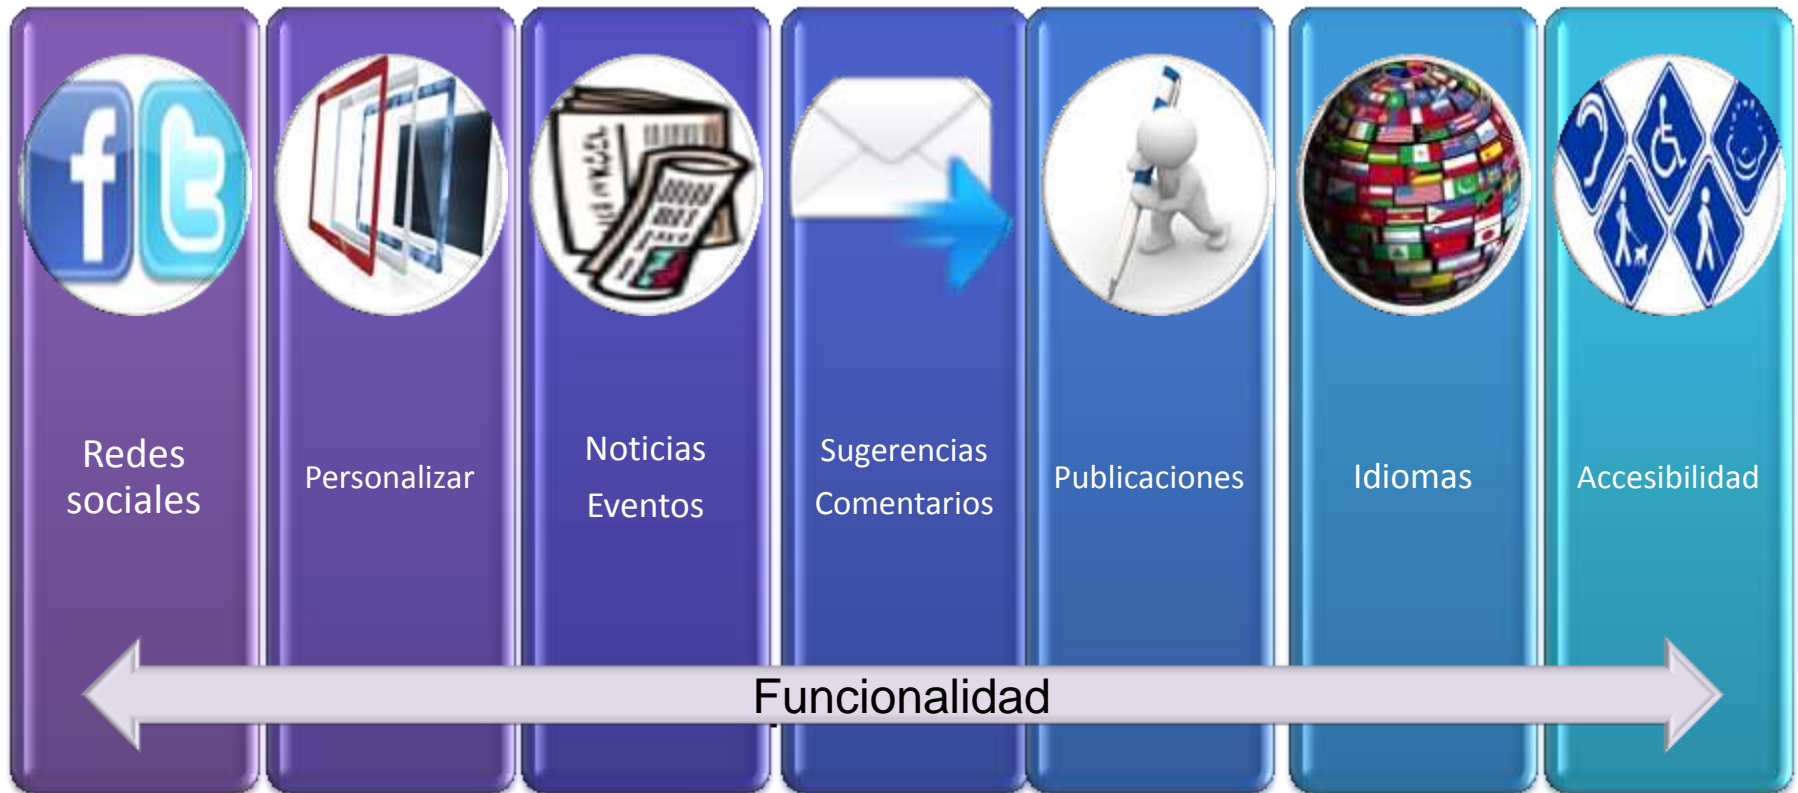 Redes
sociales
Personalizar
Noticias
Eventos
Sugerencias
Comentarios
Publicaciones
Idiomas
Accesibilidad
Funcionalidad